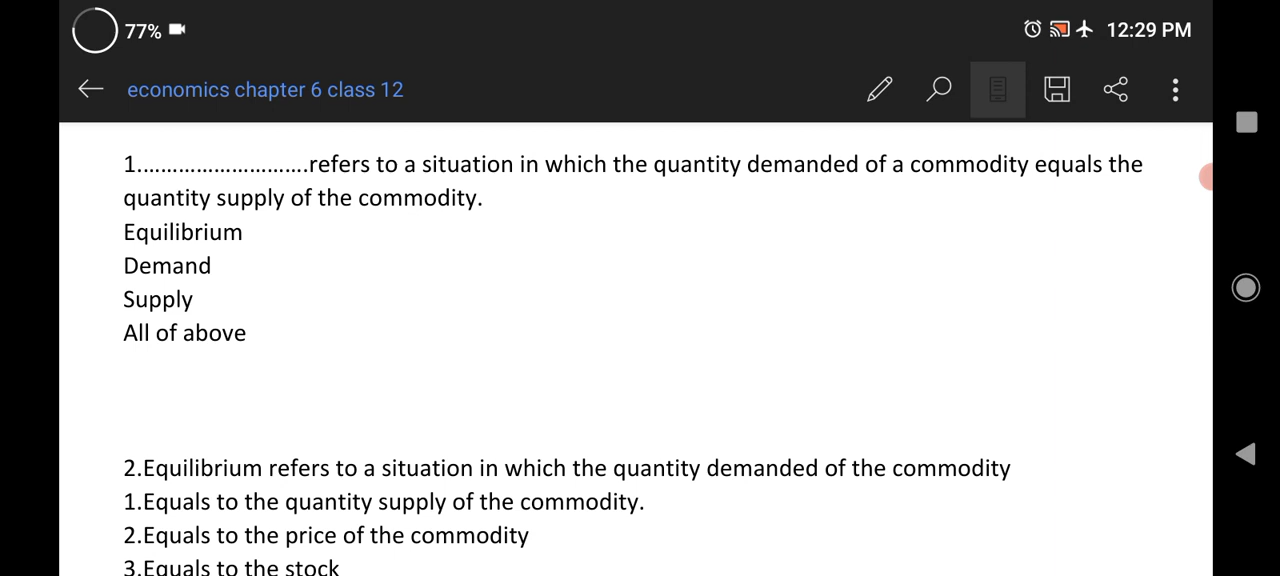 77% 12:29 PM
economics chapter 6 class 12
1...............................refers to a situation in which the quantity demanded of a commodity equals the
quantity supply of the commodity.
Equilibrium
Demand
Supply
All of above
2.Equilibrium refers to a situation in which the quantity demanded of the commodity
1.Equals to the quantity supply of the commodity.
2.Equals to the price of the commodity
3.Equals to the stock